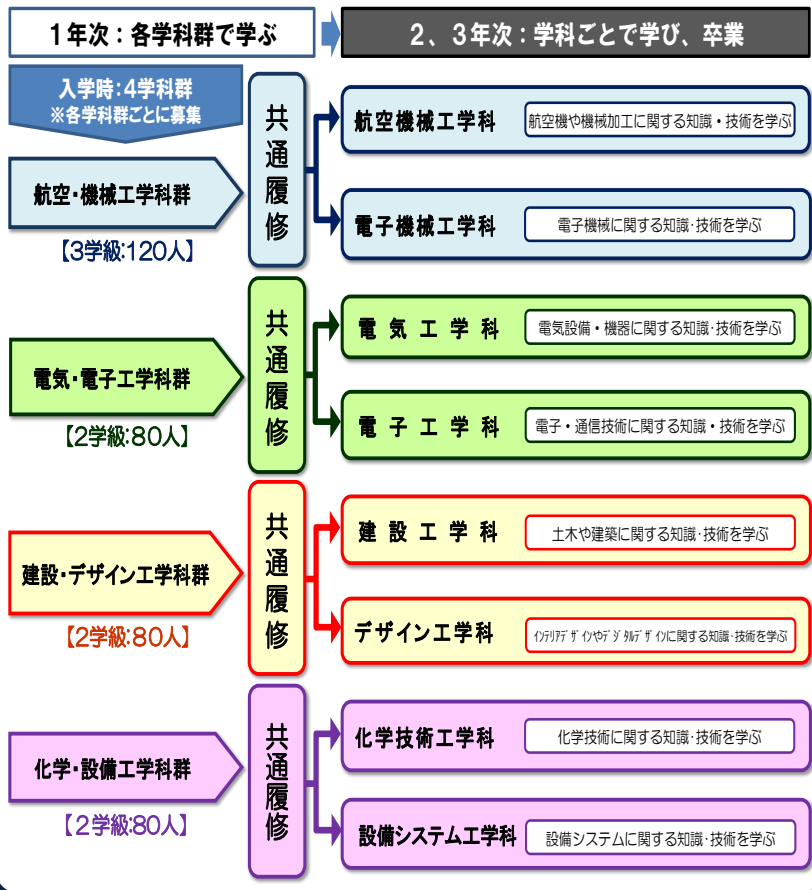 1年次：各学科群で学ぶ
2、3年次：学科ごとで学び、卒業
入学時:4学科群
※各学科群ごとに募集
航空・機械工学科群
【3学級:120人】
共通履修
航空機械工学科
航空機や機械加工に関する知識・技術を学ぶ
電子機械工学科
電子機械に関する知識・技術を学ぶ
電気・電子工学科群
【2学級:80人】
共通履修
電気工学科
電気設備・機器に関する知識・技術を学ぶ
電子工学科
電子・通信技術に関する知識・技術を学ぶ
建設・デザイン工学科群
【2学級:80人】
共通履修
建設工学科
土木や建築に関する知識・技術を学ぶ
デザイン工学科
ｲﾝﾃﾘｱﾃﾞｻﾞｲﾝやﾃﾞｼﾞﾀﾙﾃﾞｻﾞｲﾝに関する知識・技術を学ぶ
化学・設備工学科群
【2学級:80人】
共通履修
化学技術工学科
化学技術に関する知識・技術を学ぶ
設備システム工学科
設備システムに関する知識・技術を学ぶ